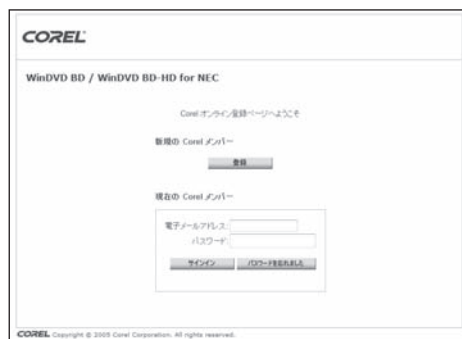 COREL
WinDVD BD / WinDVD BD-HD for NEC
Corel オンライン登録ページへようこそ
新規の Corel メンバー
登録
現在の Corel メンバー
電子メールアドレス:
パスワード:
サインイン パスワードを忘れました
COREL Copyright © 2005 Corel Corporation. All rights reserved.